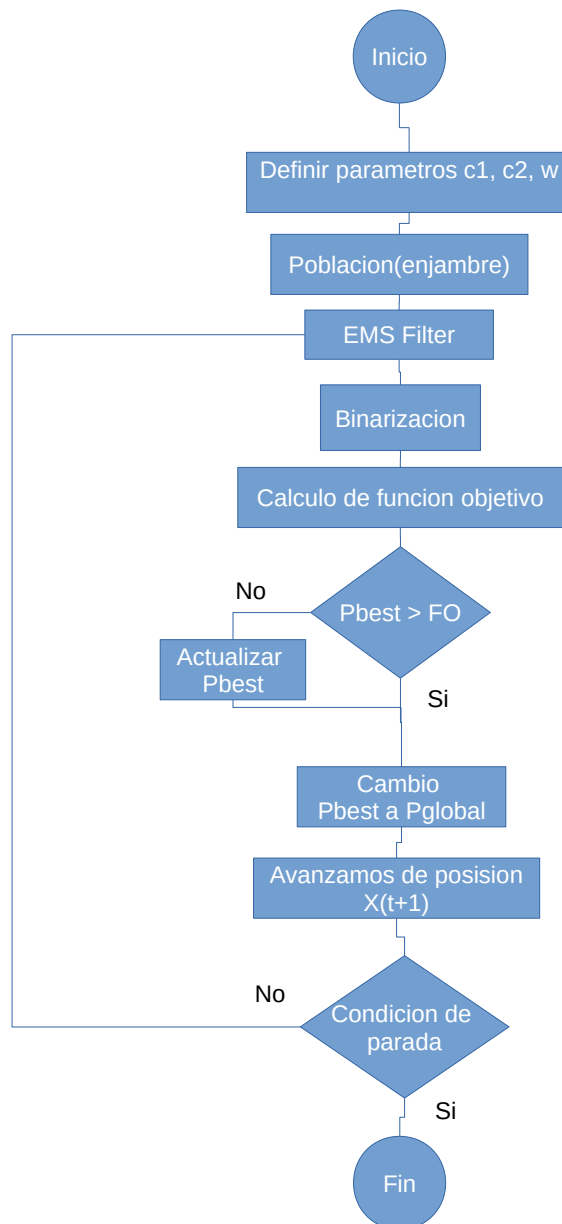 Inicio
Definir parametros c1, c2, w
Poblacion(enjambre)
EMS Filter
Binarizacion
Calculo de funcion objetivo
No
Pbest > FO
Actualizar
Pbest
Si
Cambio
Pbest a Pglobal
Avanzamos de posision
X(t+1)
No
Condicion de
parada
Si
Fin